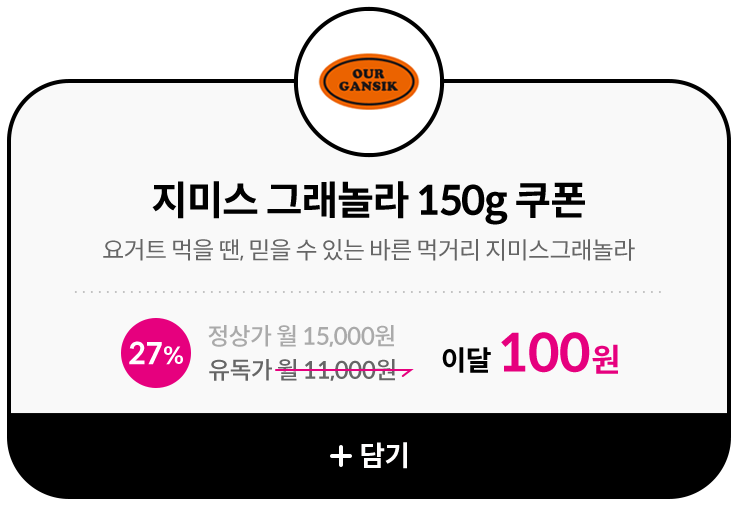 OUR
GANSIK
지미스 그래놀라 150g 쿠폰
요거트 먹을 땐, 믿을 수 있는 바른 먹거리 지미스그래놀라
27%
정상가 월 15,000원
유독가 월 11,000원
이달 100원
+ 담기